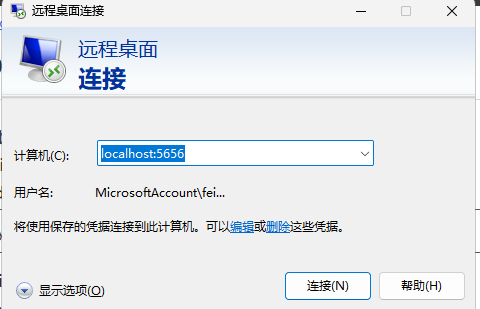 远程桌面连接
远程桌面
连接
计算机(C): localhost:5656
用户名: MicrosoftAccount\fei...
将使用保存的凭据连接到此计算机。可以编辑或删除这些凭据。
显示选项(O) 连接(N) 帮助(H)